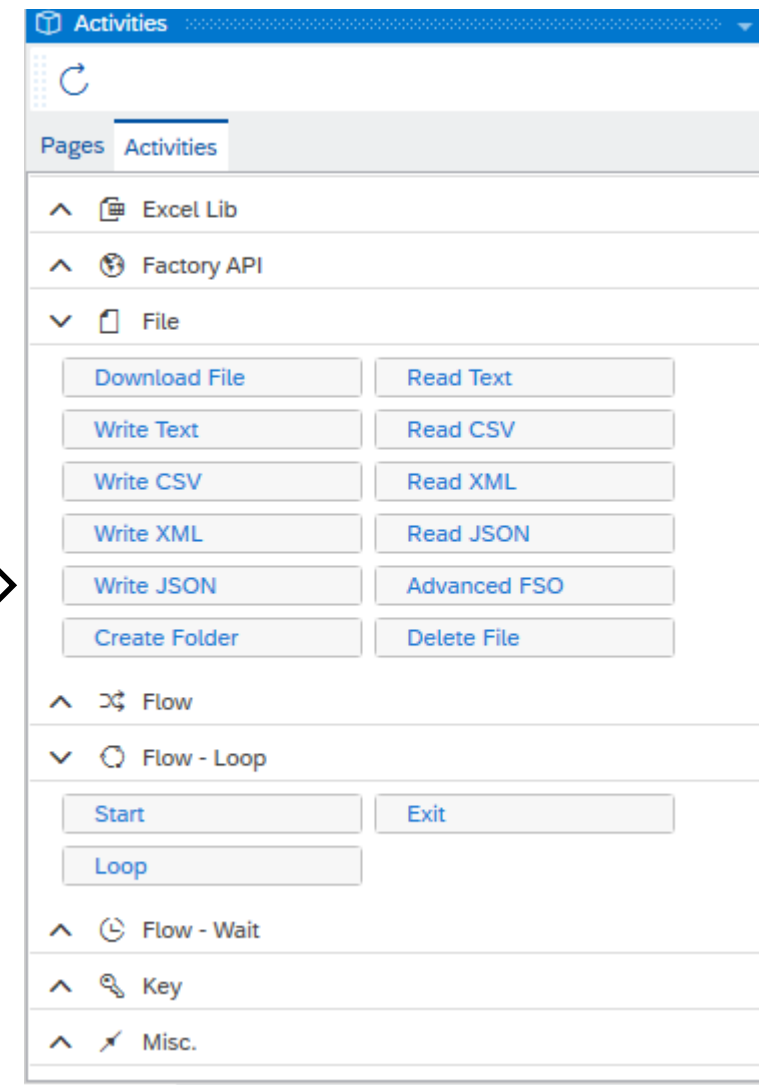 Activities
Pages Activities
Excel Lib
Factory API
File
Download File Read Text
Write Text Read CSV
Write CSV Read XML
Write XML Read JSON
Write JSON Advanced FSO
Create Folder Delete File
Flow
Flow - Loop
Start Exit
Loop
Flow - Wait
Key
Misc.